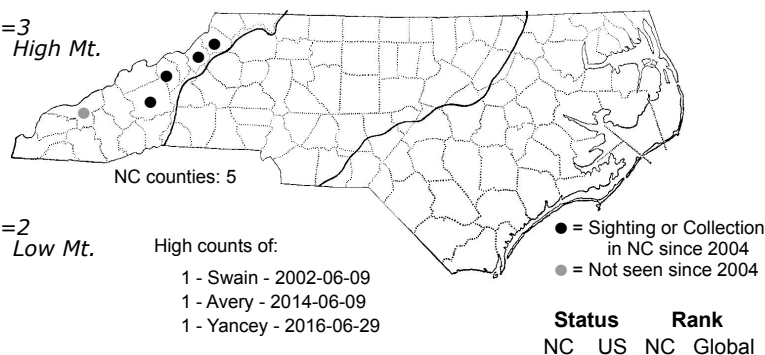 =3
High Mt.
NC counties: 5
=2
Low Mt.
High counts of:
1 - Swain - 2002-06-09
1 - Avery - 2014-06-09
1 - Yancey - 2016-06-29
● = Sighting or Collection
in NC since 2004
● = Not seen since 2004
Status Rank
NC US NC Global